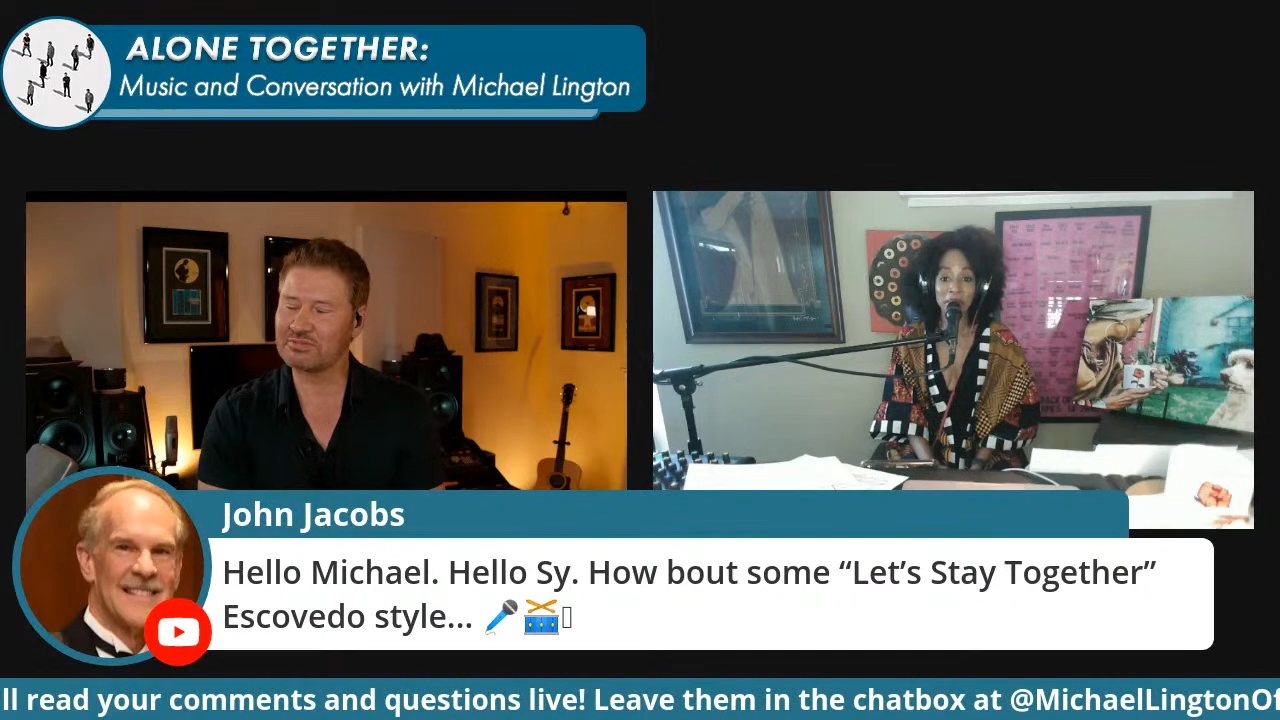 ALONE TOGETHER:
Music and Conversation with Michael Lington
John Jacobs
Hello Michael. Hello Sy. How bout some “Let’s Stay Together”
Escovedo style... 🎤🥁
ll read your comments and questions live! Leave them in the chatbox at @MichaelLingtonOf